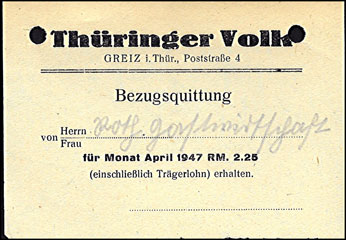 Thüringer Volk
GREIZ i. Thür., Poststraße 4
Bezugsquittung
von Herrn Roth. Gastwirtschaft
Frau
für Monat April 1947 RM. 2.25
(einschließlich Trägerlohn) erhalten.